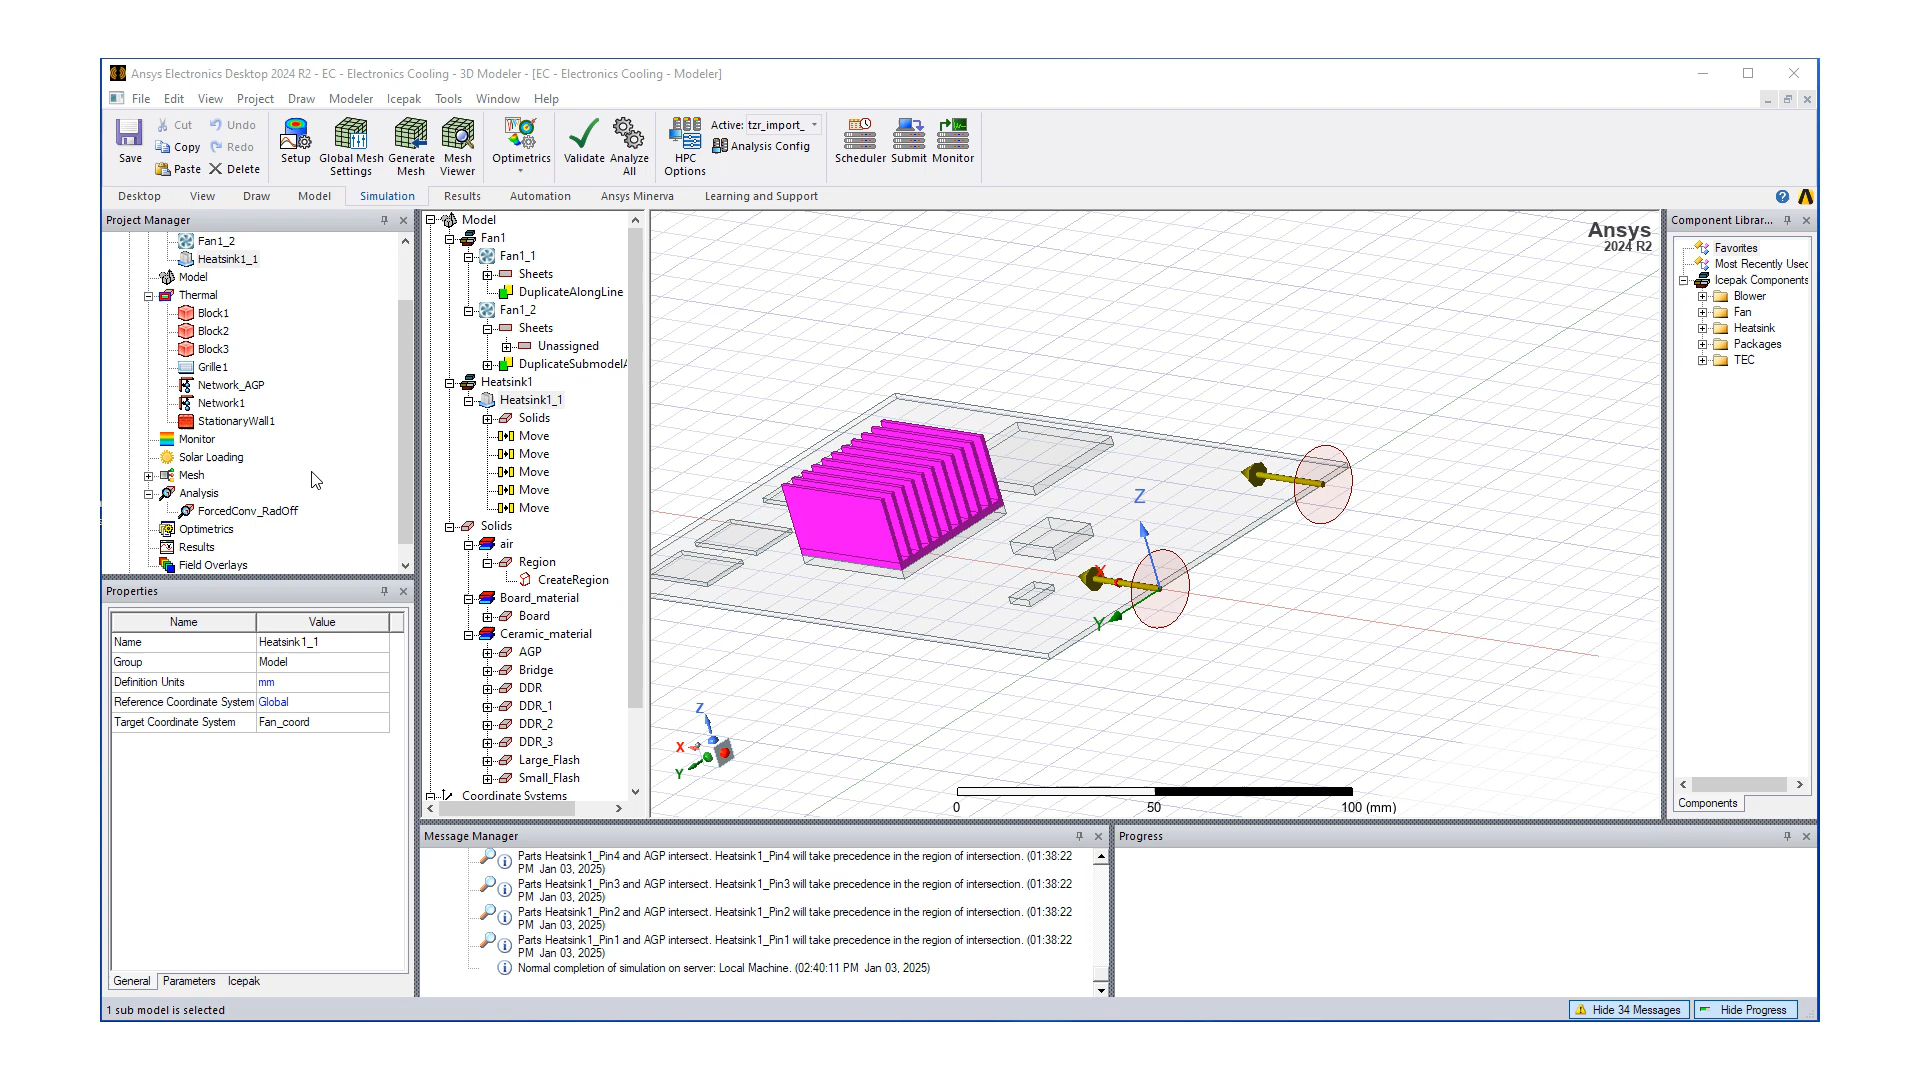 Ansys Electronics Desktop 2024 R2 - EC - Electronics Cooling - 3D Modeler - [EC - Electronics Cooling - Modeler]
File Edit View Project Draw Modeler Icepak Tools Window Help
Save
Cut
Copy
Paste
Undo
Redo
Delete
Setup
Global Mesh
Settings
Generate
Mesh
Mesh
Viewer
Optimetrics
Validate
Analyze
All
HPC
Options
Active: tzr_import_
Analysis Config
Scheduler
Submit
Monitor
Desktop View Draw Model Simulation Results Automation Ansys Minerva Learning and Support
Project Manager
Fan1_2
Heatsink1_1
Model
Thermal
Block1
Block2
Block3
Grille1
Network_AGP
Network1
StationaryWall1
Monitor
Solar Loading
Mesh
Analysis
ForcedConv_RadOff
Optimetrics
Results
Field Overlays
Properties
Name Value
Name Heatsink1_1
Group Model
Definition Units mm
Reference Coordinate System Global
Target Coordinate System Fan_coord
General Parameters Icepak
Model
Fan1
Fan1_1
Sheets
DuplicateAlongLine
Fan1_2
Sheets
Unassigned
DuplicateSubmodelA
Heatsink1
Heatsink1_1
Solids
Move
Move
Move
Move
Move
Solids
air
Region
CreateRegion
Board_material
Board
Ceramic_material
AGP
Bridge
DDR
DDR_1
DDR_2
DDR_3
Large_Flash
Small_Flash
Coordinate Systems
Ansys
2024 R2
Z
X
Y
Z
X
Y
0 50 100 (mm)
Component Librar...
Favorites
Most Recently Used
Icepak Components
Blower
Fan
Heatsink
Packages
TEC
Components
Message Manager
Parts Heatsink1_Pin4 and AGP intersect. Heatsink1_Pin4 will take precedence in the region of intersection. (01:38:22
PM Jan 03, 2025)
Parts Heatsink1_Pin3 and AGP intersect. Heatsink1_Pin3 will take precedence in the region of intersection. (01:38:22
PM Jan 03, 2025)
Parts Heatsink1_Pin2 and AGP intersect. Heatsink1_Pin2 will take precedence in the region of intersection. (01:38:22
PM Jan 03, 2025)
Parts Heatsink1_Pin1 and AGP intersect. Heatsink1_Pin1 will take precedence in the region of intersection. (01:38:22
PM Jan 03, 2025)
Normal completion of simulation on server: Local Machine. (02:40:11 PM Jan 03, 2025)
Progress
1 sub model is selected
Hide 34 Messages
Hide Progress